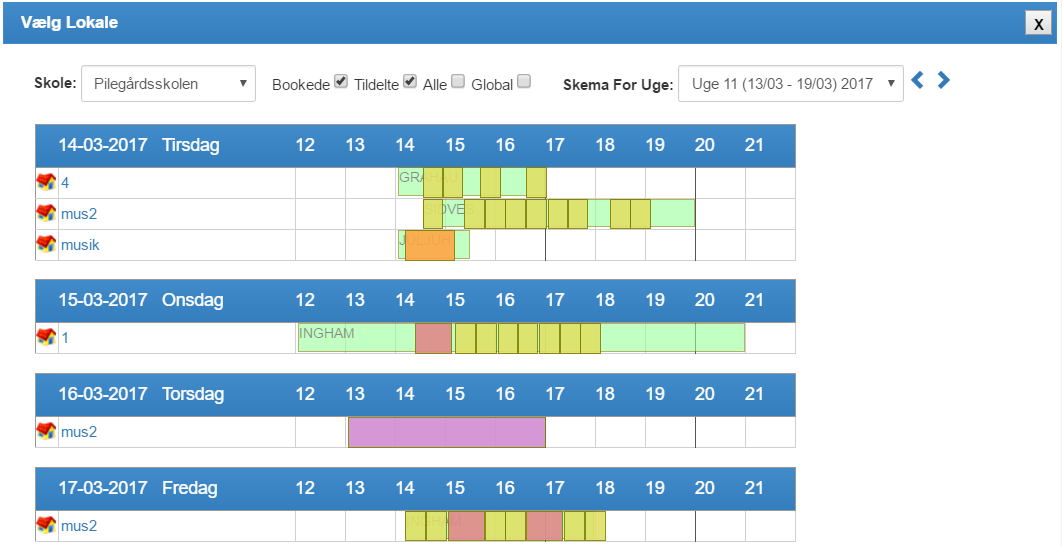 Vælg Lokale X
Skole: Pilegårdsskolen Bookede Tildelte Alle Global Skema For Uge: Uge 11 (13/03 - 19/03) 2017
14-03-2017 Tirsdag 12 13 14 15 16 17 18 19 20 21
4
mus2
musik
15-03-2017 Onsdag 12 13 14 15 16 17 18 19 20 21
1 INGHAM
16-03-2017 Torsdag 12 13 14 15 16 17 18 19 20 21
mus2
17-03-2017 Fredag 12 13 14 15 16 17 18 19 20 21
mus2